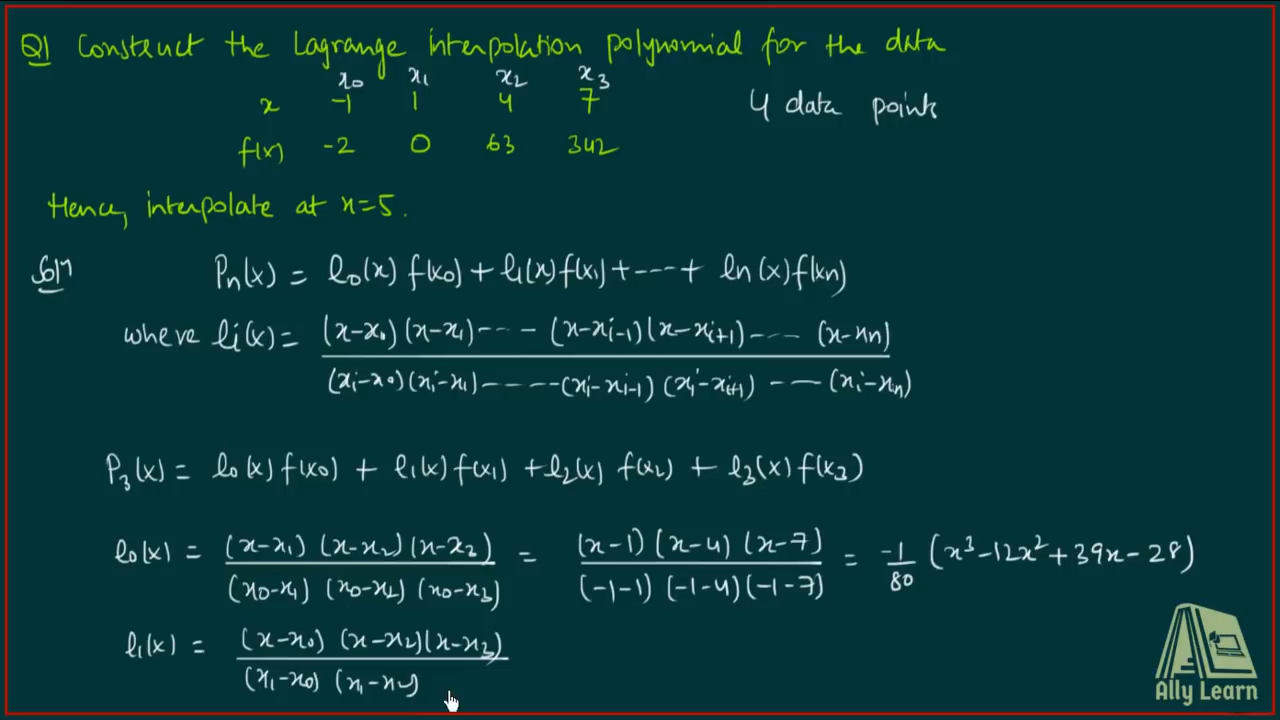 Q1 Construct the Lagrange interpolation polynomial for the data
x0 x1 x2 x3
x -1 1 4 7 4 data points
f(x) -2 0 63 342
Hence, interpolate at x=5.
Soln Pn(x) = l0(x) f(x0) + l1(x) f(x1) + ---- + ln(x) f(xn)
where li(x) = (x-x0)(x-x1)---- (x-xi-1)(x-xi+1)---- (x-xn)
(xi-x0)(xi-x1)------(xi-xi-1)(xi-xi+1) ---- (xi-xn)
P3(x) = l0(x) f(x0) + l1(x) f(x1) + l2(x) f(x2) + l3(x) f(x3)
l0(x) = (x-x1)(x-x2)(x-x3) = (x-1)(x-4)(x-7) = -1 (x³-12x²+39x-28)
(x0-x1)(x0-x2)(x0-x3) (-1-1)(-1-4)(-1-7) 80
l1(x) = (x-x0)(x-x2)(x-x3)
(x1-x0)(x1-x2)
Ally Learn